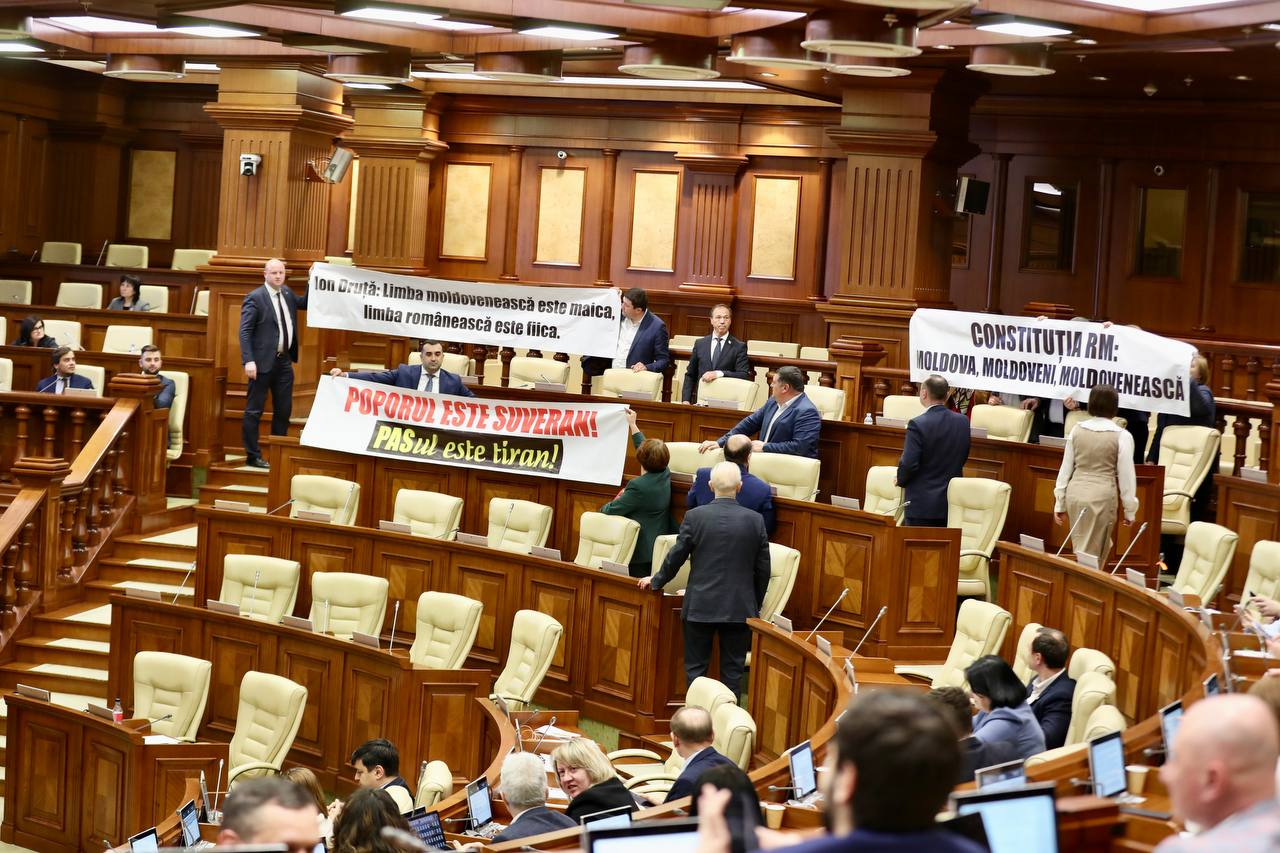 Ion Druță: Limba moldovenească este maica,
limba românească este fiica.
POPORUL ESTE SUVERAN!
PASul este tiran!
CONSTITUȚIA RM:
MOLDOVA, MOLDOVENI, MOLDOVENEASCĂ